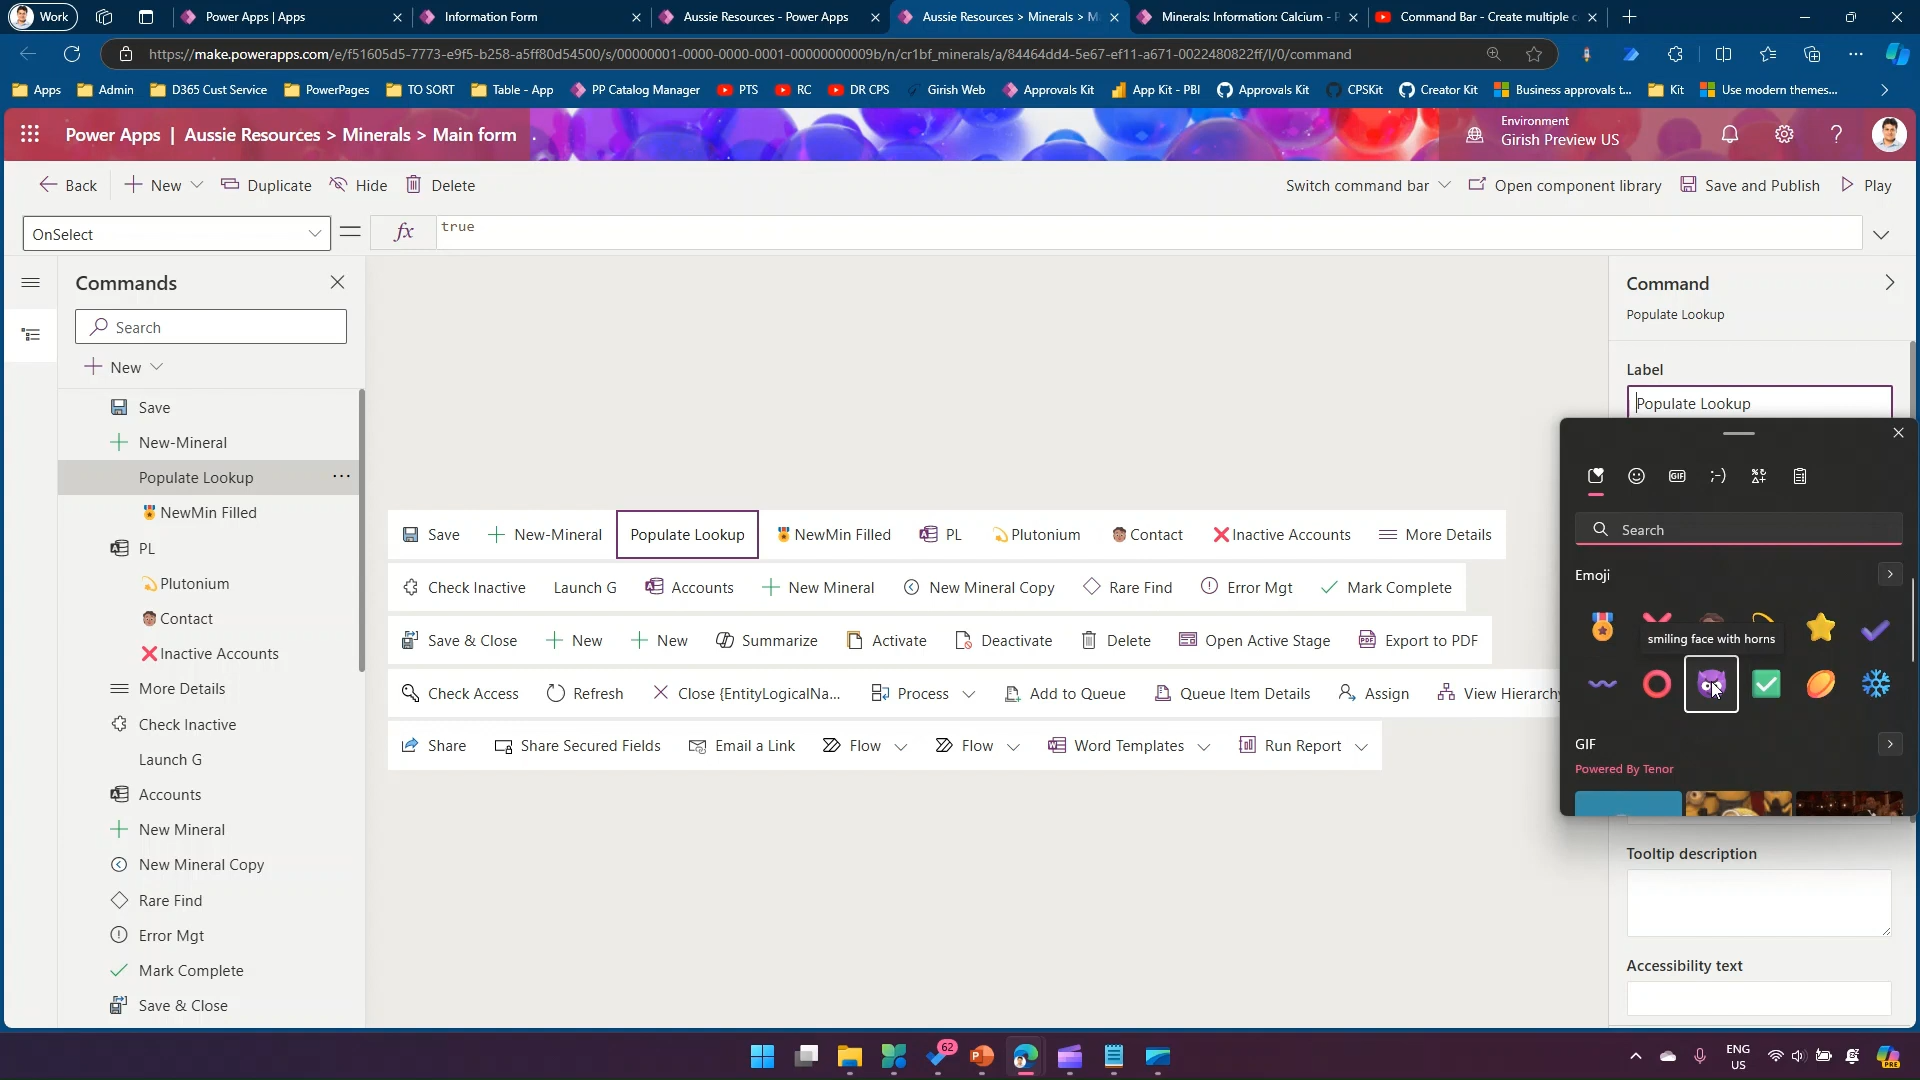 Work
Power Apps | Apps
Information Form
Aussie Resources - Power Apps
Aussie Resources > Minerals > M
Minerals: Information: Calcium - P
Command Bar - Create multiple c
https://make.powerapps.com/e/f51605d5-7773-e9f5-b258-a5ff80d54500/s/00000001-0000-0000-0001-00000000009b/n/cr1bf_minerals/a/84464dd4-5e67-ef11-a671-0022480822ff/l/0/command
Apps
Admin
D365 Cust Service
PowerPages
TO SORT
Table - App
PP Catalog Manager
PTS
RC
DR CPS
Girish Web
Approvals Kit
App Kit - PBI
Approvals Kit
CPSKit
Creator Kit
Business approvals t...
Kit
Use modern themes...
Power Apps | Aussie Resources > Minerals > Main form
Environment
Girish Preview US
Back
New
Duplicate
Hide
Delete
Switch command bar
Open component library
Save and Publish
Play
OnSelect
fx
true
Commands
Search
New
Save
New-Mineral
Populate Lookup
NewMin Filled
PL
Plutonium
Contact
Inactive Accounts
More Details
Check Inactive
Launch G
Accounts
New Mineral
New Mineral Copy
Rare Find
Error Mgt
Mark Complete
Save & Close
Save
New-Mineral
Populate Lookup
NewMin Filled
PL
Plutonium
Contact
Inactive Accounts
More Details
Check Inactive
Launch G
Accounts
New Mineral
New Mineral Copy
Rare Find
Error Mgt
Mark Complete
Save & Close
New
New
Summarize
Activate
Deactivate
Delete
Open Active Stage
Export to PDF
Check Access
Refresh
Close {EntityLogicalNa...
Process
Add to Queue
Queue Item Details
Assign
View Hierarchy
Share
Share Secured Fields
Email a Link
Flow
Flow
Word Templates
Run Report
Command
Populate Lookup
Label
Populate Lookup
GIF
;-)
Search
Emoji
smiling face with horns
GIF
Powered By Tenor
Tooltip description
Accessibility text
62
ENG
US
PRE